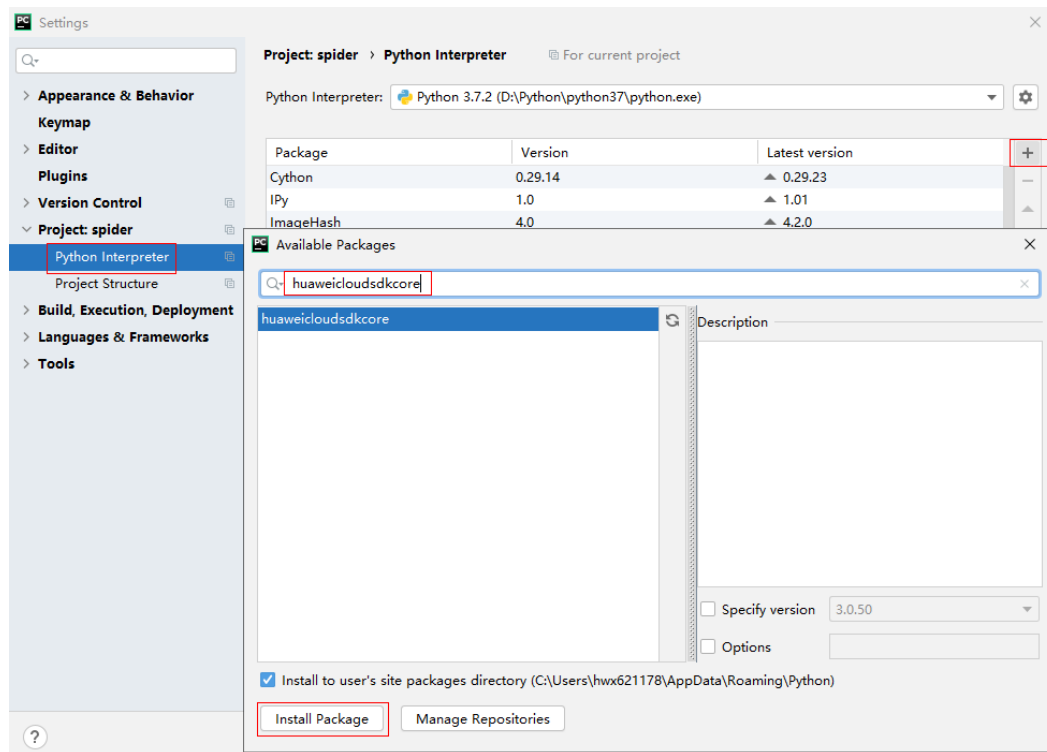 PC Settings
Project: spider › Python Interpreter For current project
Appearance & Behavior
Python Interpreter: Python 3.7.2 (D:\Python\python37\python.exe)
Keymap
Editor
Package Version Latest version +
Plugins
Cython 0.29.14 0.29.23
Version Control
IPy 1.0 1.01
Project: spider
ImageHash 4.0 4.2.0
Python Interpreter
PC Available Packages
Project Structure
huaweicloudsdkcore
Build, Execution, Deployment
huaweicloudsdkcore
Description
Languages & Frameworks
Tools
Specify version 3.0.50
Options
Install to user's site packages directory (C:\Users\hwx621178\AppData\Roaming\Python)
Install Package Manage Repositories
?